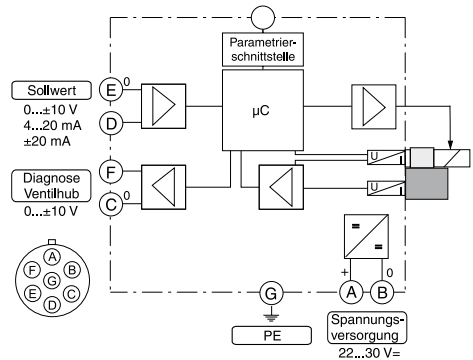 Parametrier-
schnittstelle
Sollwert
E 0
0...±10 V
D
4...20 mA
±20 mA
µC
U
I
F
Diagnose
Ventilhub
C 0
0...±10 V
U
I
A
F B
G
E C
D
+ 0
G A B
PE
Spannungs-
versorgung
22...30 V=